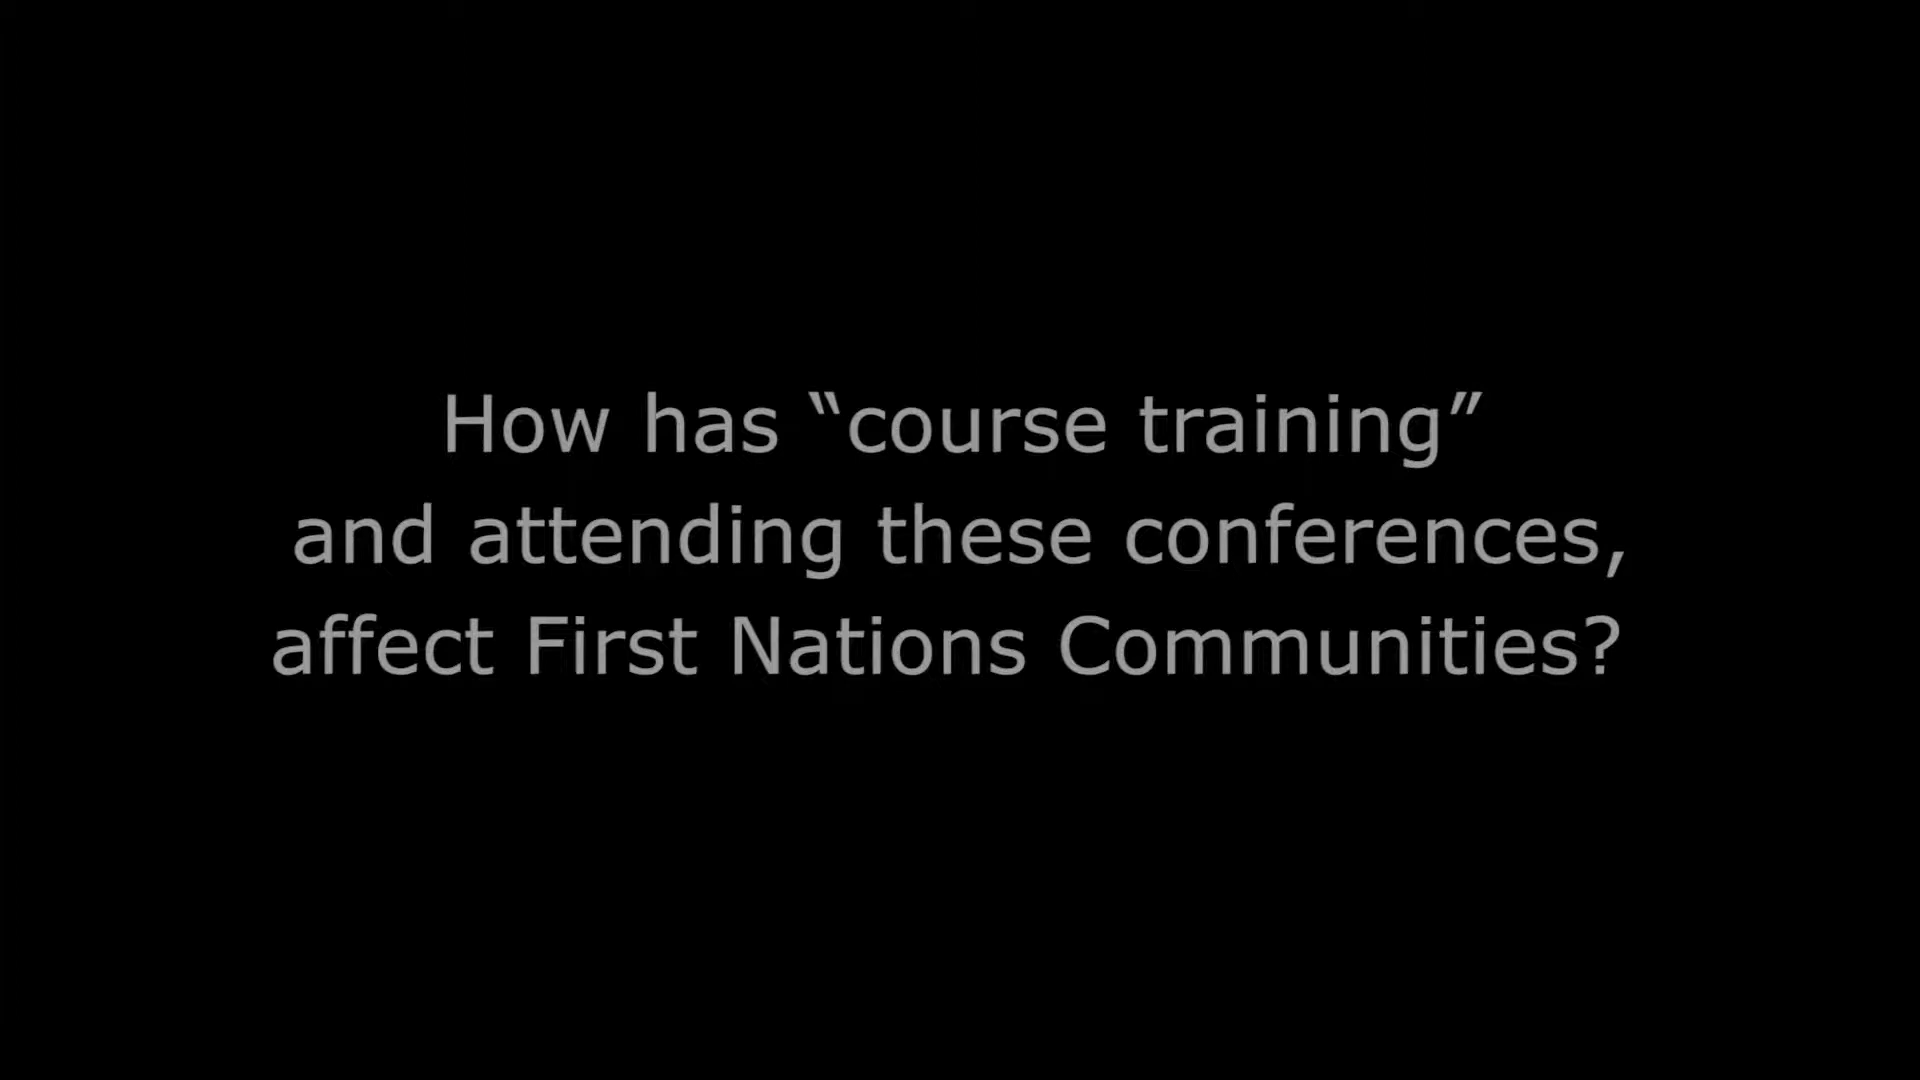 How has “course training”
and attending these conferences,
affect First Nations Communities?